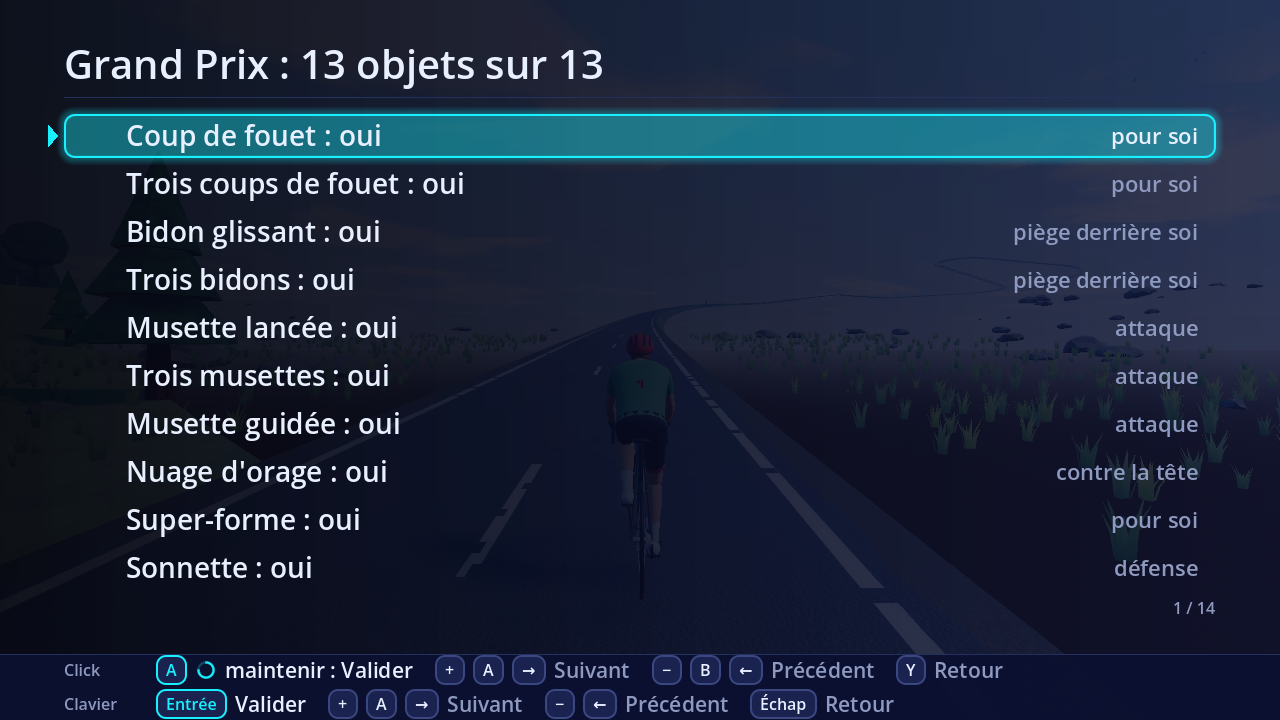 Grand Prix : 13 objets sur 13
Coup de fouet : oui pour soi
Trois coups de fouet : oui pour soi
Bidon glissant : oui piège derrière soi
Trois bidons : oui piège derrière soi
Musette lancée : oui attaque
Trois musettes : oui attaque
Musette guidée : oui attaque
Nuage d'orage : oui contre la tête
Super-forme : oui pour soi
Sonnette : oui défense
1 / 14
Click A maintenir : Valider + A → Suivant − B ← Précédent Y Retour
Clavier Entrée Valider + A → Suivant − ← Précédent Échap Retour